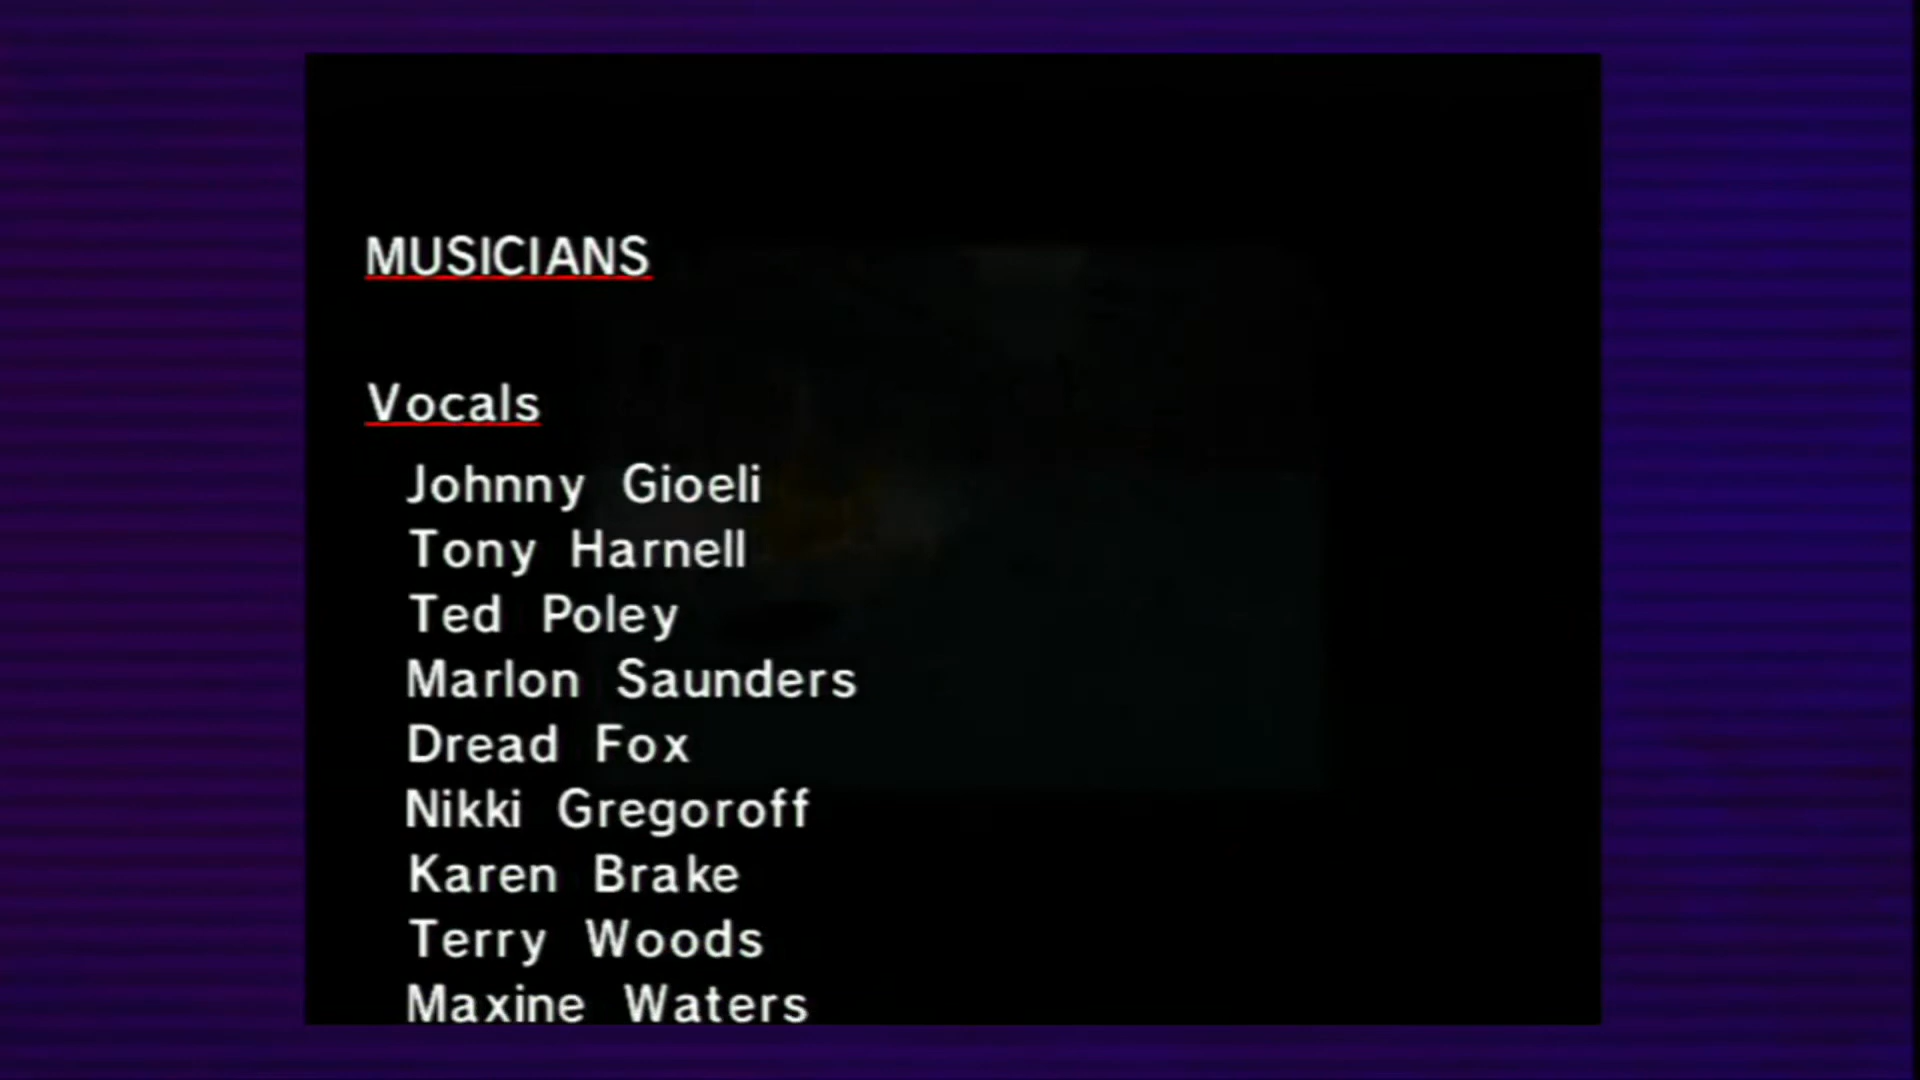 MUSICIANS
Vocals
Johnny Gioeli
Tony Harnell
Ted Poley
Marlon Saunders
Dread Fox
Nikki Gregoroff
Karen Brake
Terry Woods
Maxine Waters